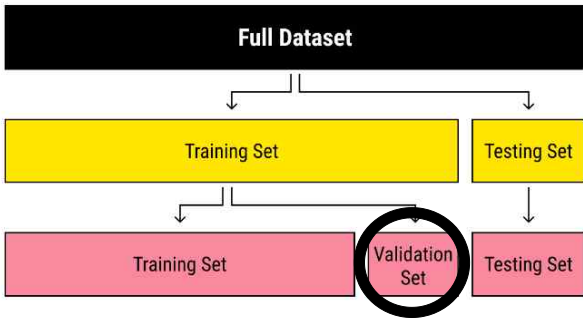 Full Dataset
Training Set
Testing Set
Training Set
Validation
Set
Testing Set